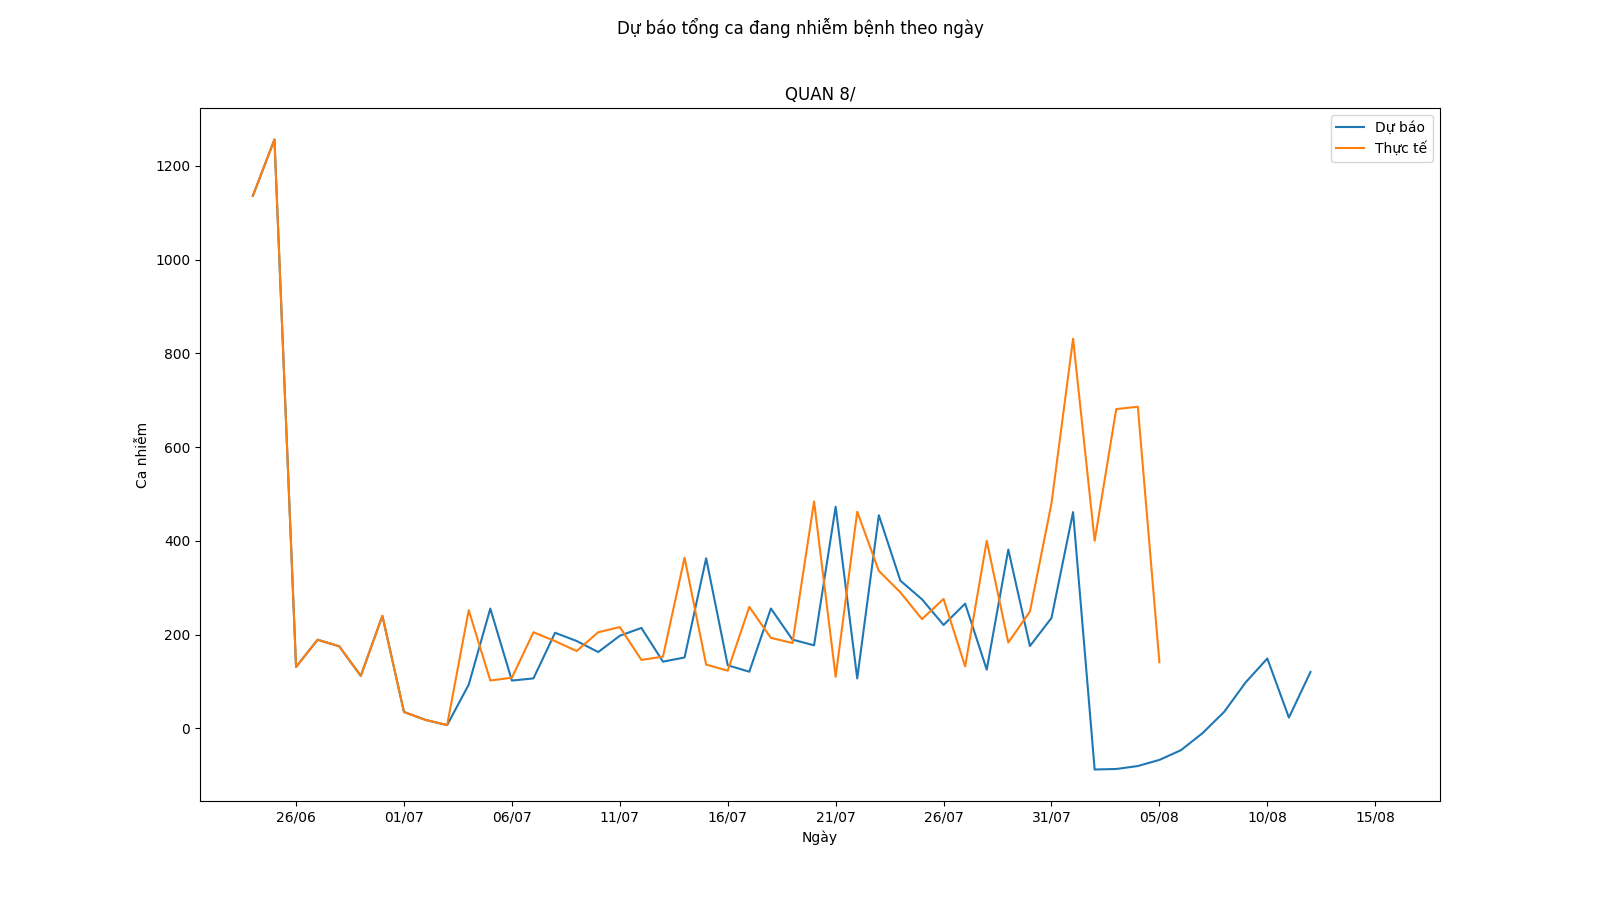 Dự báo tổng ca đang nhiễm bệnh theo ngày
QUAN 8/
Dự báo
Thực tế
1200
1000
800
600
400
200
0
Ca nhiễm
26/06 01/07 06/07 11/07 16/07 21/07 26/07 31/07 05/08 10/08 15/08
Ngày